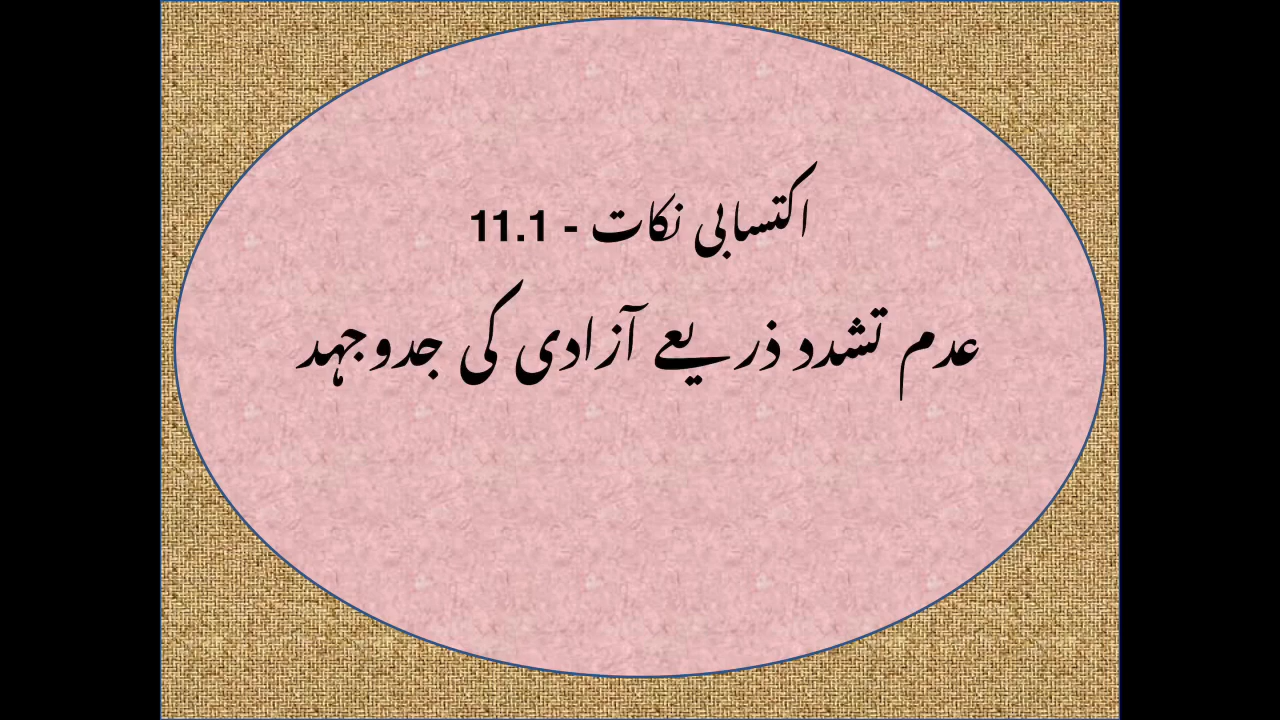 اکتسابی نکات - 11.1
عدم تشدد ذریعے آزادی کی جدوجہد